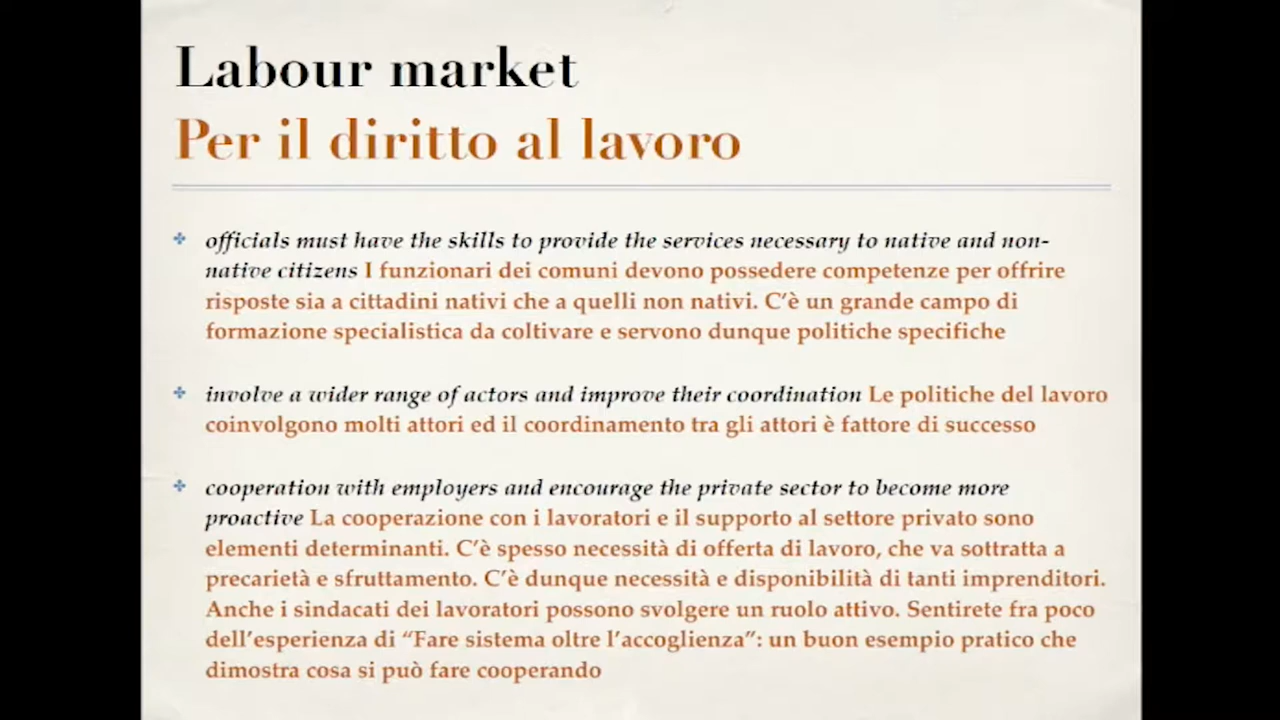 Labour market
Per il diritto al lavoro
officials must have the skills to provide the services necessary to native and non-
native citizens I funzionari dei comuni devono possedere competenze per offrire
risposte sia a cittadini nativi che a quelli non nativi. C'è un grande campo di
formazione specialistica da coltivare e servono dunque politiche specifiche
involve a wider range of actors and improve their coordination Le politiche del lavoro
coinvolgono molti attori ed il coordinamento tra gli attori è fattore di successo
cooperation with employers and encourage the private sector to become more
proactive La cooperazione con i lavoratori e il supporto al settore privato sono
elementi determinanti. C'è spesso necessità di offerta di lavoro, che va sottratta a
precarietà e sfruttamento. C'è dunque necessità e disponibilità di tanti imprenditori.
Anche i sindacati dei lavoratori possono svolgere un ruolo attivo. Sentirete fra poco
dell'esperienza di “Fare sistema oltre l'accoglienza”: un buon esempio pratico che
dimostra cosa si può fare cooperando